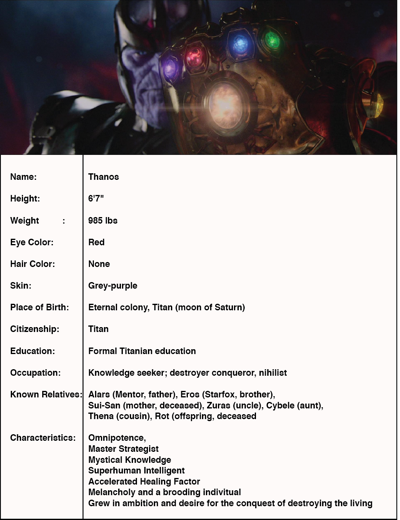 Name: Thanos
Height: 6'7"
Weight : 985 lbs
Eye Color: Red
Hair Color: None
Skin: Grey-purple
Place of Birth: Eternal colony, Titan (moon of Saturn)
Citizenship: Titan
Education: Formal Titanian education
Occupation: Knowledge seeker; destroyer conqueror, nihilist
Known Relatives: Alars (Mentor, father), Eros (Starfox, brother),
Sui-San (mother, deceased), Zuras (uncle), Cybele (aunt),
Thena (cousin), Rot (offspring, deceased
Characteristics: Omnipotence,
Master Strategist
Mystical Knowledge
Superhuman Intelligent
Accelerated Healing Factor
Melancholy and a brooding indivitual
Grew in ambition and desire for the conquest of destroying the living